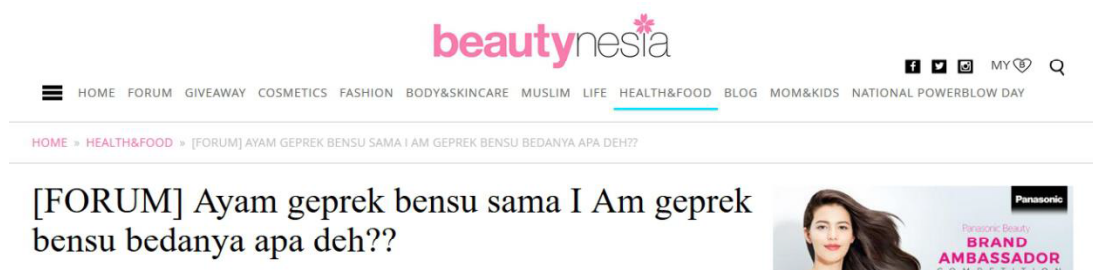 beautynesia
MY B
HOME FORUM GIVEAWAY COSMETICS FASHION BODY&SKINCARE MUSLIM LIFE HEALTH&FOOD BLOG MOM&KIDS NATIONAL POWERBLOW DAY
HOME » HEALTH&FOOD » [FORUM] AYAM GEPREK BENSU SAMA I AM GEPREK BENSU BEDANYA APA DEH??
[FORUM] Ayam geprek bensu sama I Am geprek
bensu bedanya apa deh??
Panasonic
Panasonic Beauty
BRAND
AMBASSADOR
COMPETITION